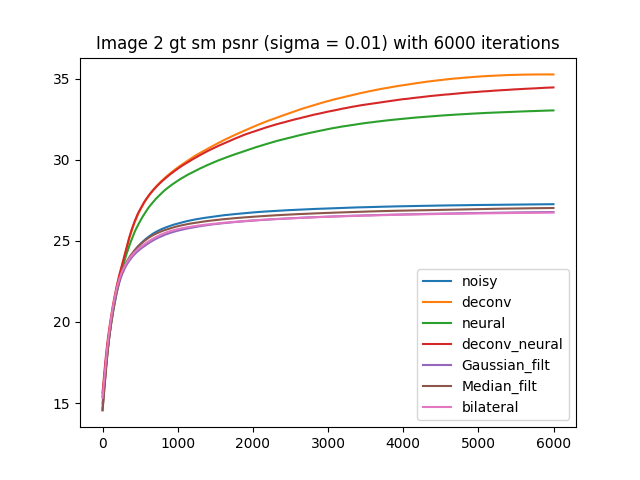 Image 2 gt sm psnr (sigma = 0.01) with 6000 iterations
35
30
25
20
15
noisy
deconv
neural
deconv_neural
Gaussian_filt
Median_filt
bilateral
0 1000 2000 3000 4000 5000 6000